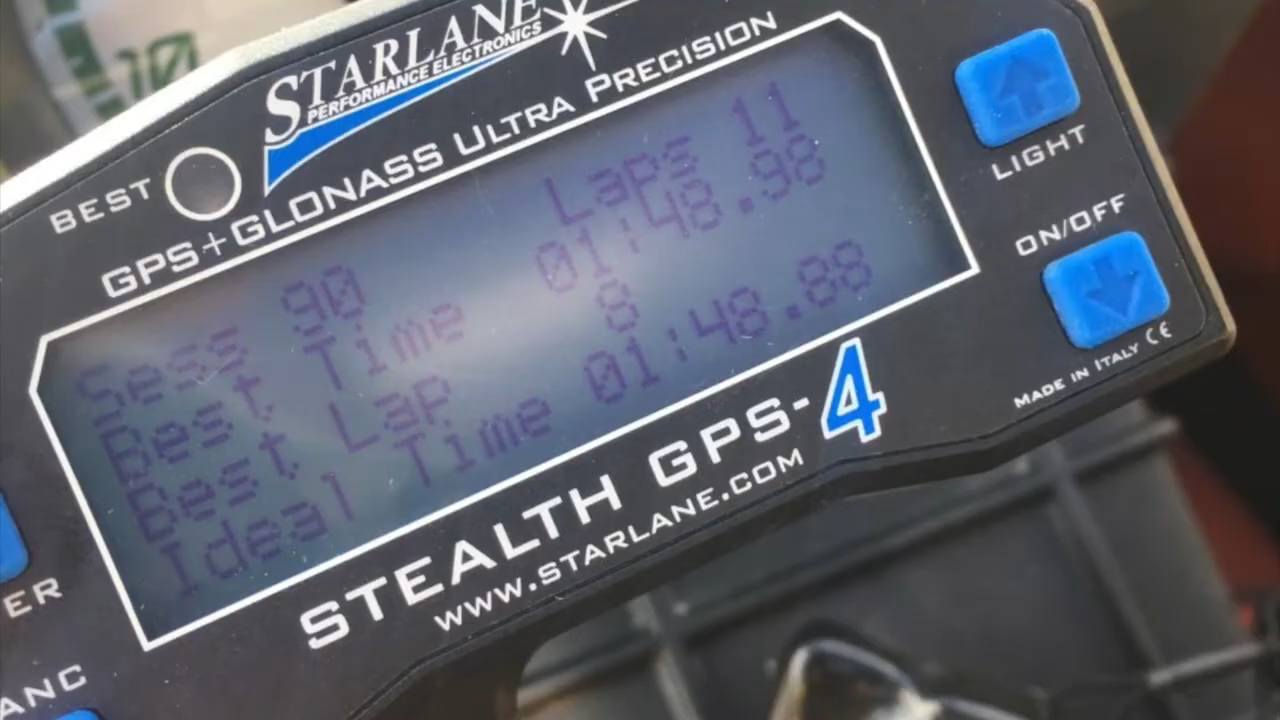 10
STARLANE
PERFORMANCE ELECTRONICS
BEST
GPS+GLONASS ULTRA PRECISION
LIGHT
ON/OFF
Sess 90 Laps 11
Best Time 01:48.98
Best Lap 8
Ideal Time 01:48.88
STEALTH GPS-4
WWW.STARLANE.COM
MADE IN ITALY CE
ER
ANC